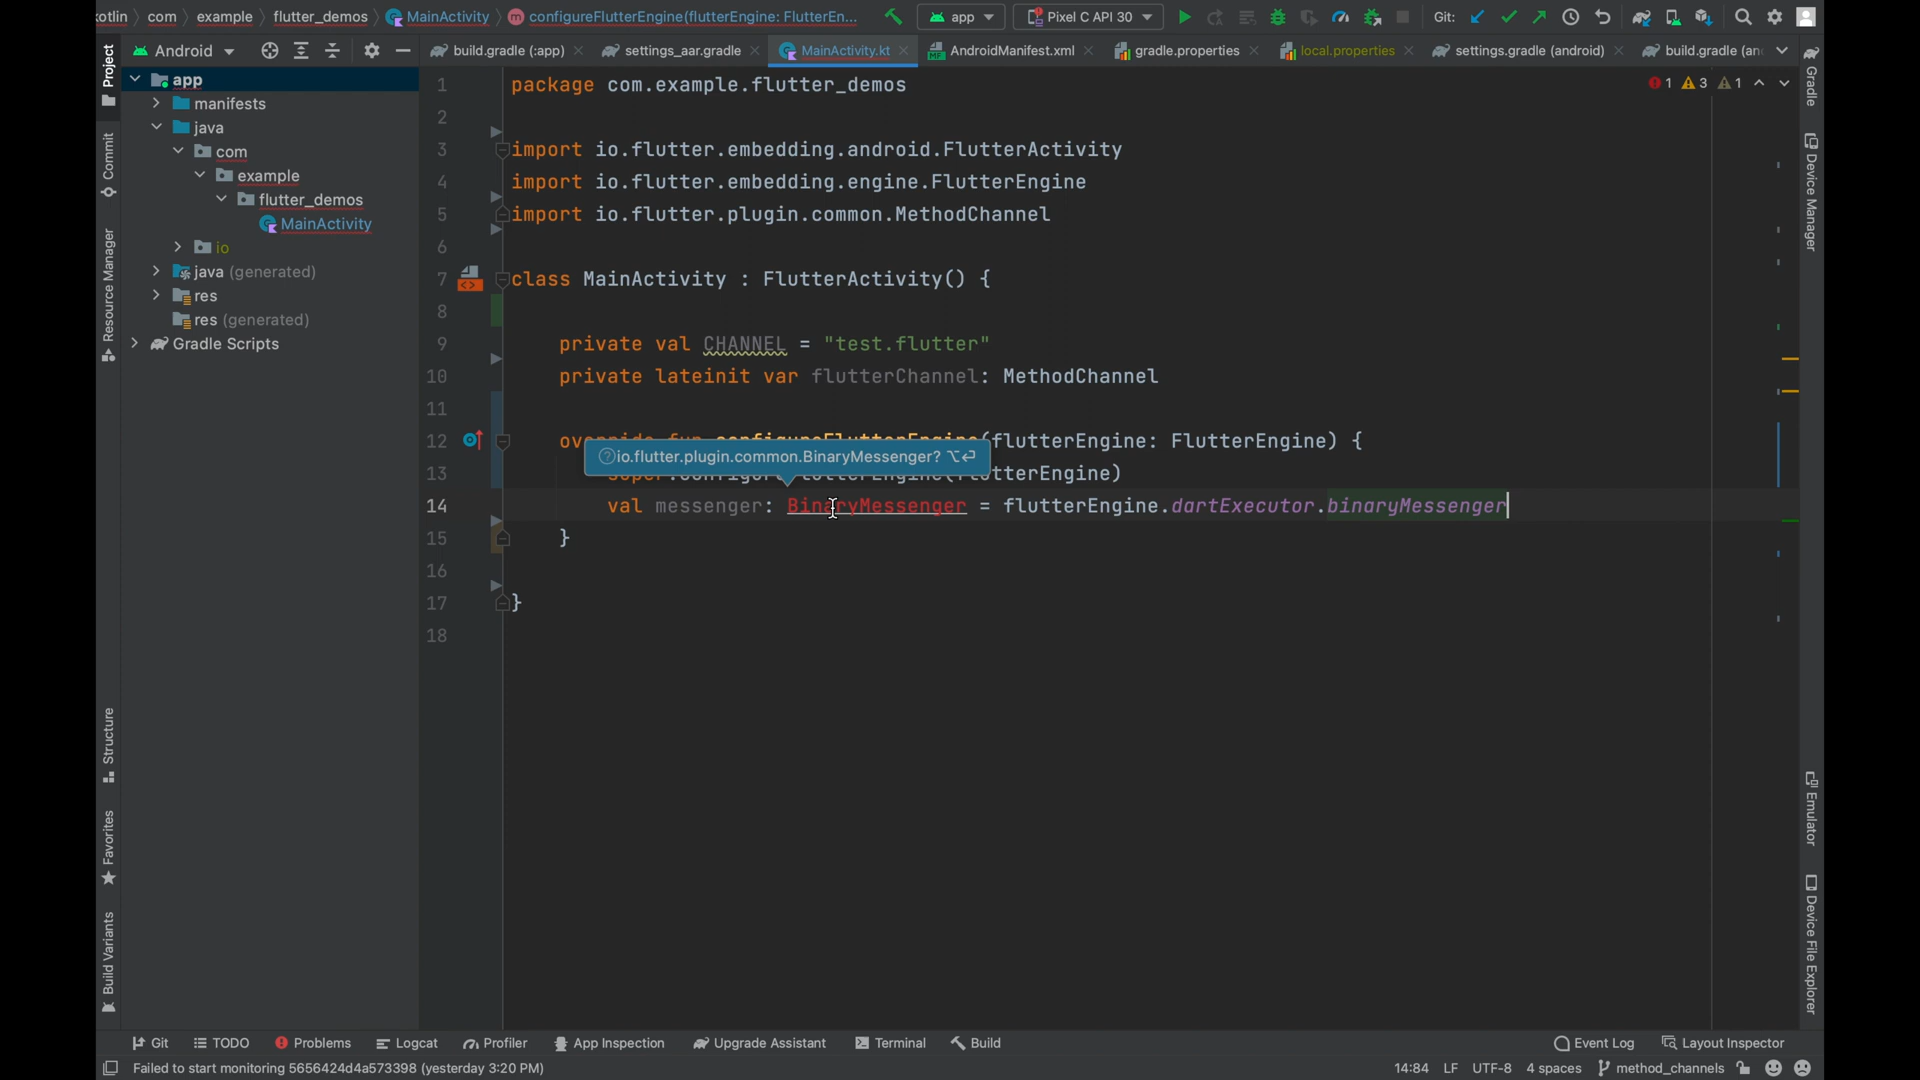 otlin com example flutter_demos MainActivity configureFlutterEngine(flutterEngine: FlutterEn... app Pixel C API 30 Git:
Android build.gradle (:app) settings_aar.gradle MainActivity.kt AndroidManifest.xml gradle.properties local.properties settings.gradle (android) build.gradle (an
Project
Commit
Resource Manager
Structure
Favorites
Build Variants
app
manifests
java
com
example
flutter_demos
MainActivity
io
java (generated)
res
res (generated)
Gradle Scripts
1 3 1
1 package com.example.flutter_demos
2
3 import io.flutter.embedding.android.FlutterActivity
4 import io.flutter.embedding.engine.FlutterEngine
5 import io.flutter.plugin.common.MethodChannel
6
7 class MainActivity : FlutterActivity() {
8
9 private val CHANNEL = "test.flutter"
10 private lateinit var flutterChannel: MethodChannel
11
12 override fun configureFlutterEngine(flutterEngine: FlutterEngine) {
io.flutter.plugin.common.BinaryMessenger? ⌥⏎
13 super.configureFlutterEngine(flutterEngine)
14 val messenger: BinaryMessenger = flutterEngine.dartExecutor.binaryMessenger
15 }
16
17 }
18
Gradle
Device Manager
Emulator
Device File Explorer
Git TODO Problems Logcat Profiler App Inspection Upgrade Assistant Terminal Build Event Log Layout Inspector
Failed to start monitoring 5656424d4a573398 (yesterday 3:20 PM) 14:84 LF UTF-8 4 spaces method_channels